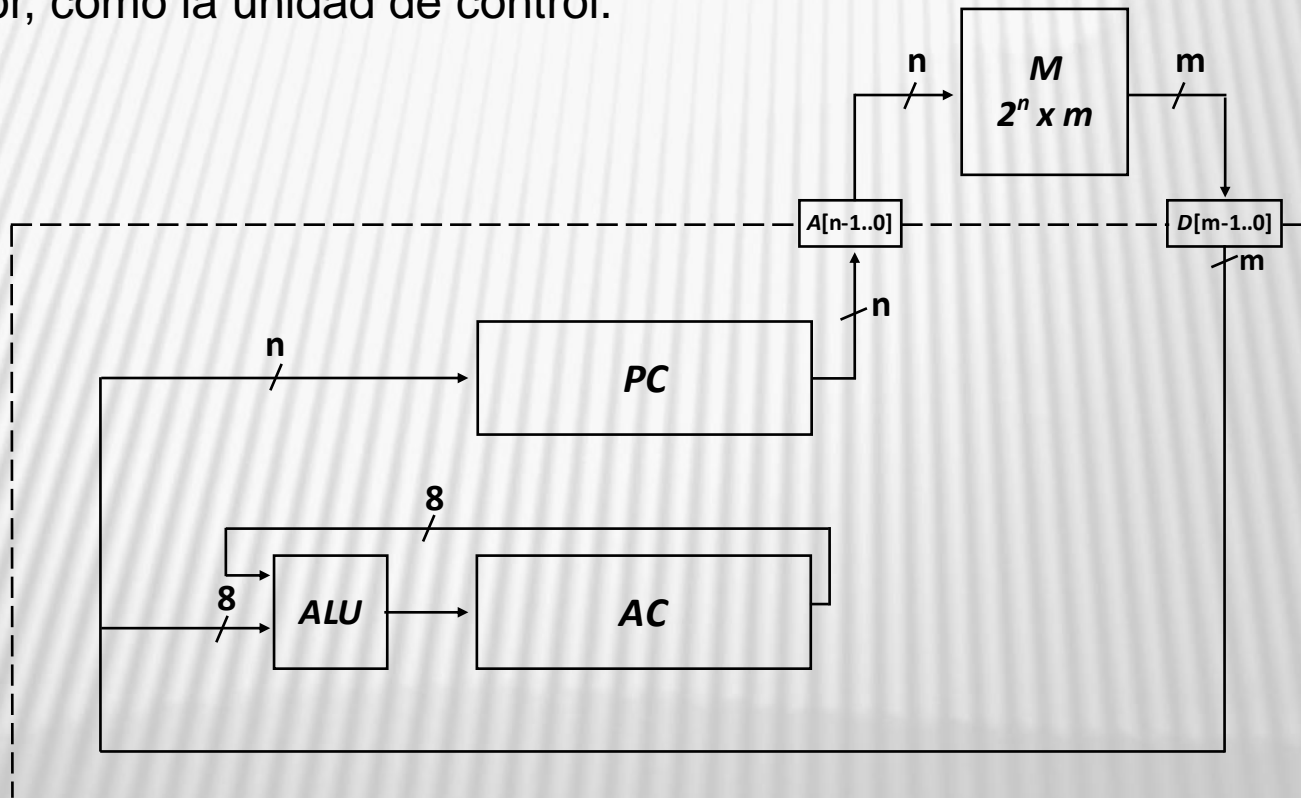 or, como la unidad de control.
n
M
m
2ⁿ x m
A[n-1..0]
D[m-1..0]
m
n
n
PC
8
8
ALU
AC